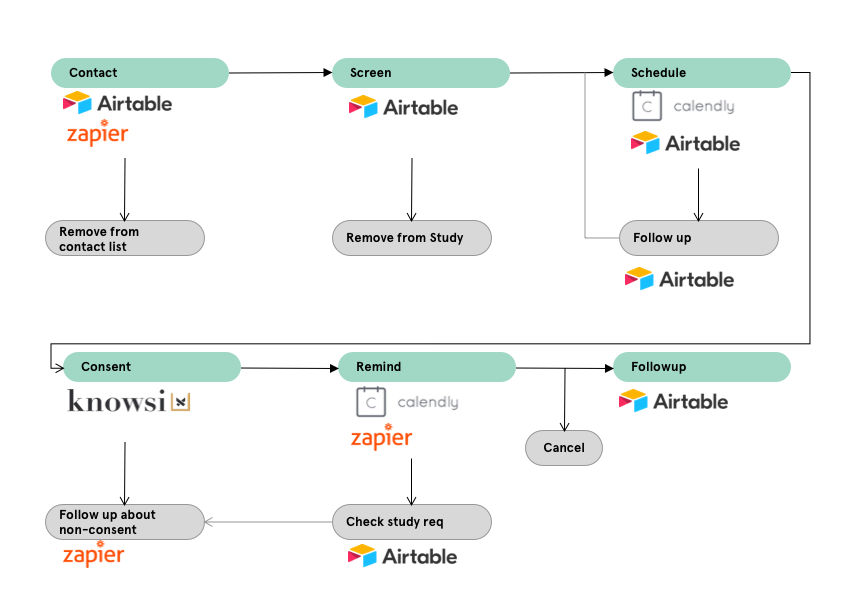 Contact
Screen
Schedule
Airtable
zapier
Airtable
C calendly
Airtable
Remove from
contact list
Remove from Study
Follow up
Airtable
Consent
Remind
Followup
knowsi
C calendly
zapier
Airtable
Cancel
Follow up about
non-consent
Check study req
zapier
Airtable